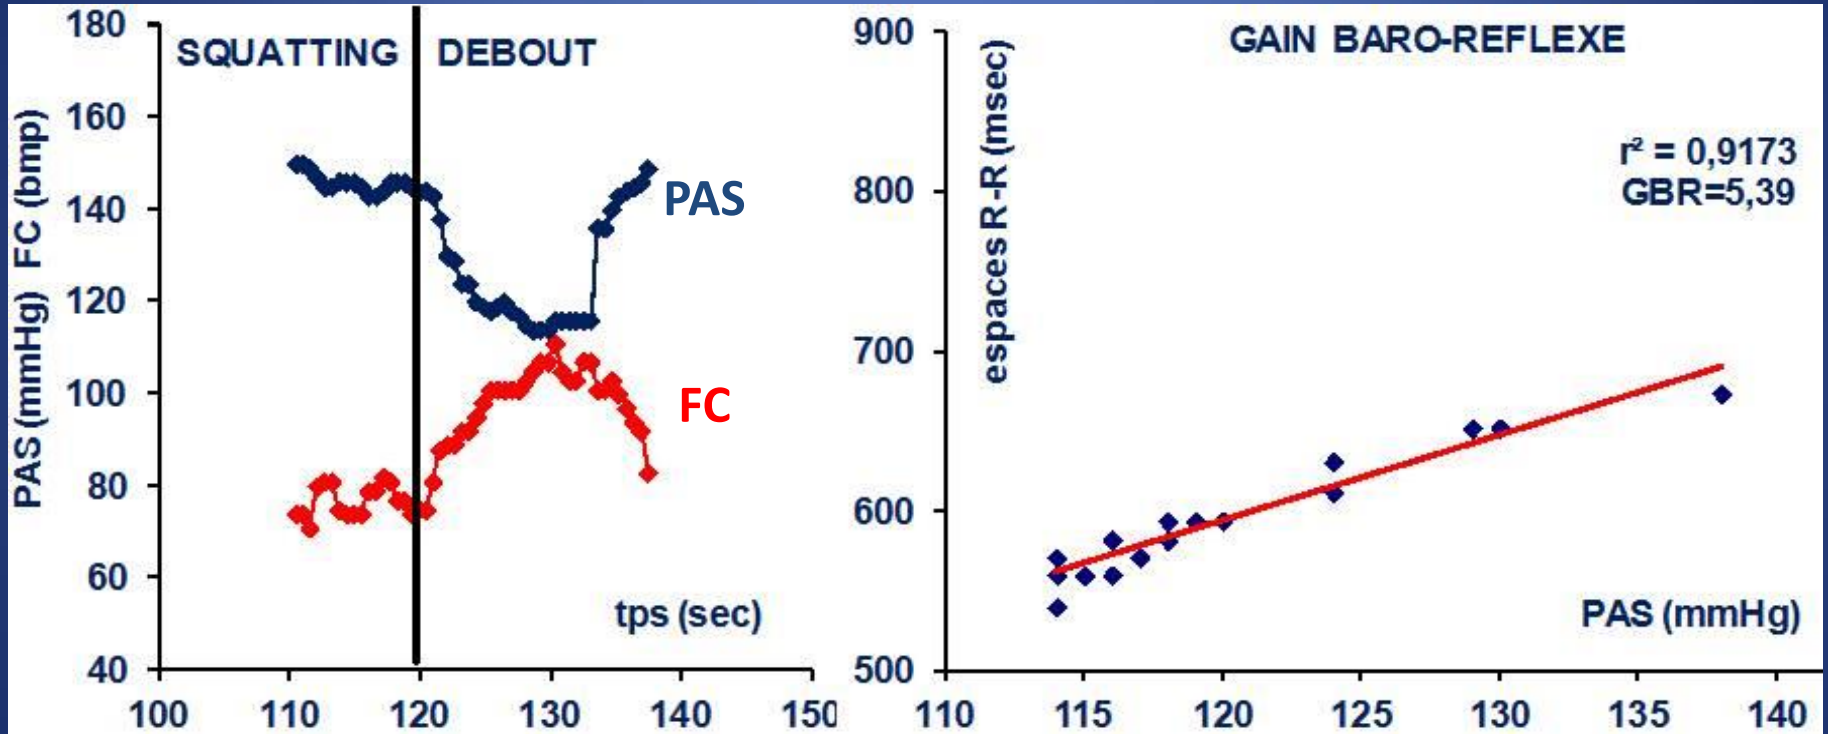 SQUATTING DEBOUT
PAS (mmHg) FC (bmp)
180
160
140
120
100
80
60
40
PAS
FC
tps (sec)
100 110 120 130 140 150
GAIN BARO-REFLEXE
espaces R-R (msec)
900
800
700
600
500
r² = 0,9173
GBR=5,39
PAS (mmHg)
110 115 120 125 130 135 140